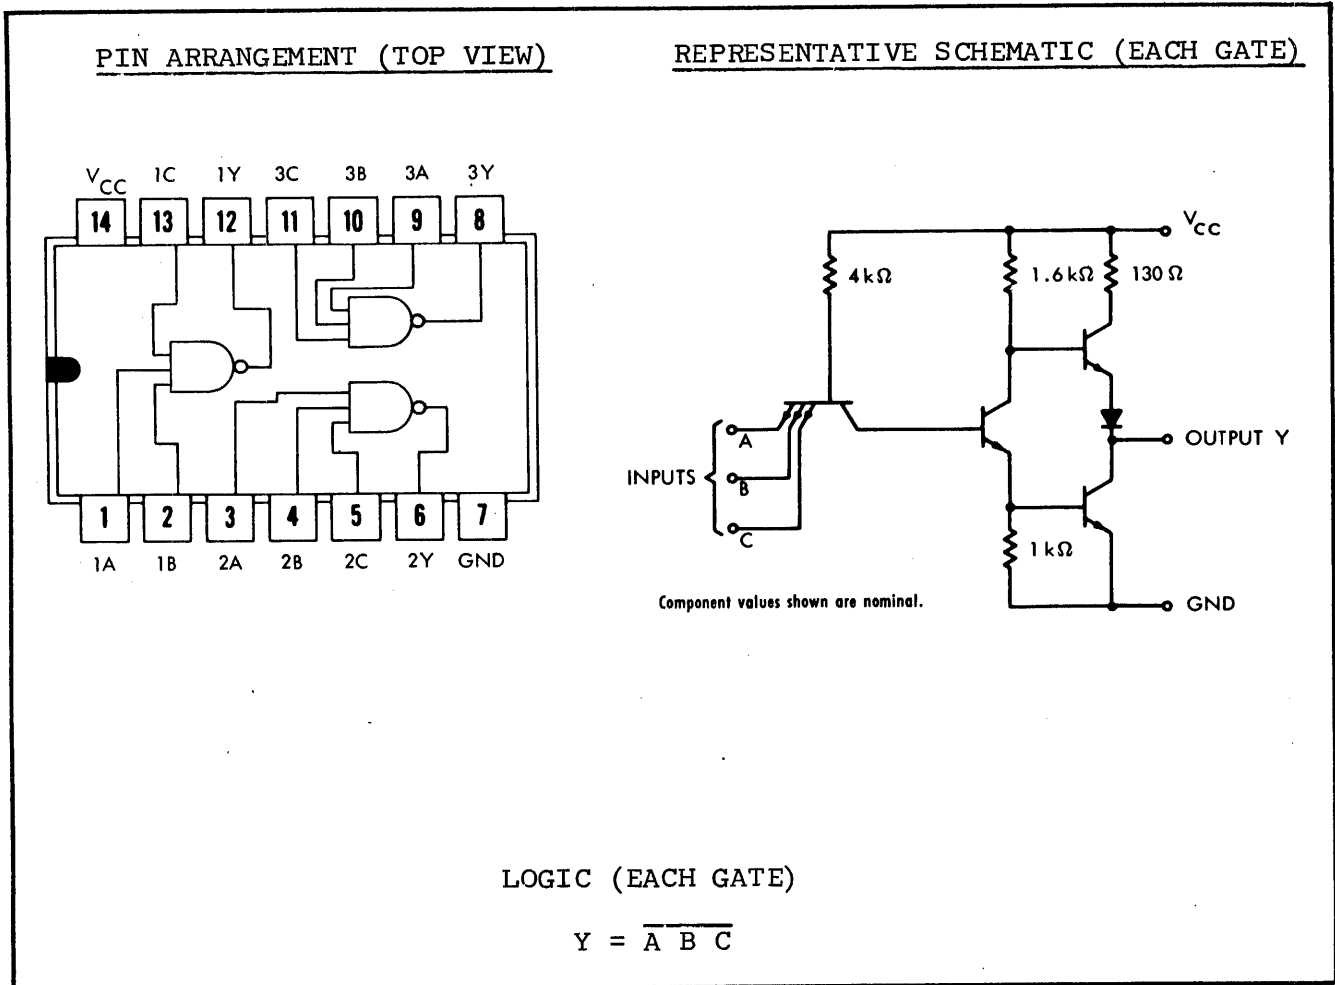 PIN ARRANGEMENT (TOP VIEW)
VCC 1C 1Y 3C 3B 3A 3Y
14 13 12 11 10 9 8
1 2 3 4 5 6 7
1A 1B 2A 2B 2C 2Y GND
REPRESENTATIVE SCHEMATIC (EACH GATE)
VCC
4kΩ 1.6kΩ 130Ω
A
OUTPUT Y
INPUTS
B
C
1kΩ
Component values shown are nominal.
GND
LOGIC (EACH GATE)
Y = A̅ B̅ C̅